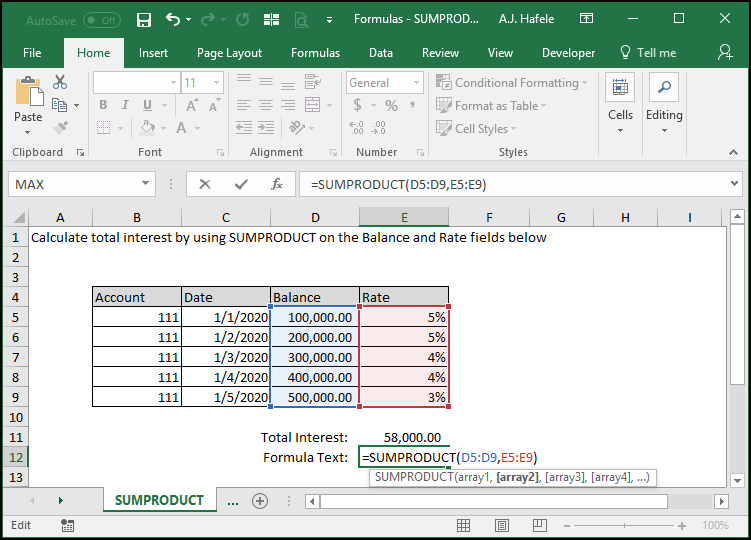 AutoSave Off Formulas - SUMPROD... A.J. Hafele
File Home Insert Page Layout Formulas Data Review View Developer Tell me
Paste 11 General Conditional Formatting
B I U A A $ % , Format as Table
A .00 .0 Cell Styles Cells Editing
Clipboard Font Alignment Number Styles
MAX =SUMPRODUCT(D5:D9,E5:E9)
A B C D E F G H I
1 Calculate total interest by using SUMPRODUCT on the Balance and Rate fields below
2
3
4 Account Date Balance Rate
5 111 1/1/2020 100,000.00 5%
6 111 1/2/2020 200,000.00 5%
7 111 1/3/2020 300,000.00 4%
8 111 1/4/2020 400,000.00 4%
9 111 1/5/2020 500,000.00 3%
10
11 Total Interest: 58,000.00
12 Formula Text: =SUMPRODUCT(D5:D9,E5:E9)
13 SUMPRODUCT(array1, [array2], [array3], [array4], ...)
SUMPRODUCT ...
Edit 100%